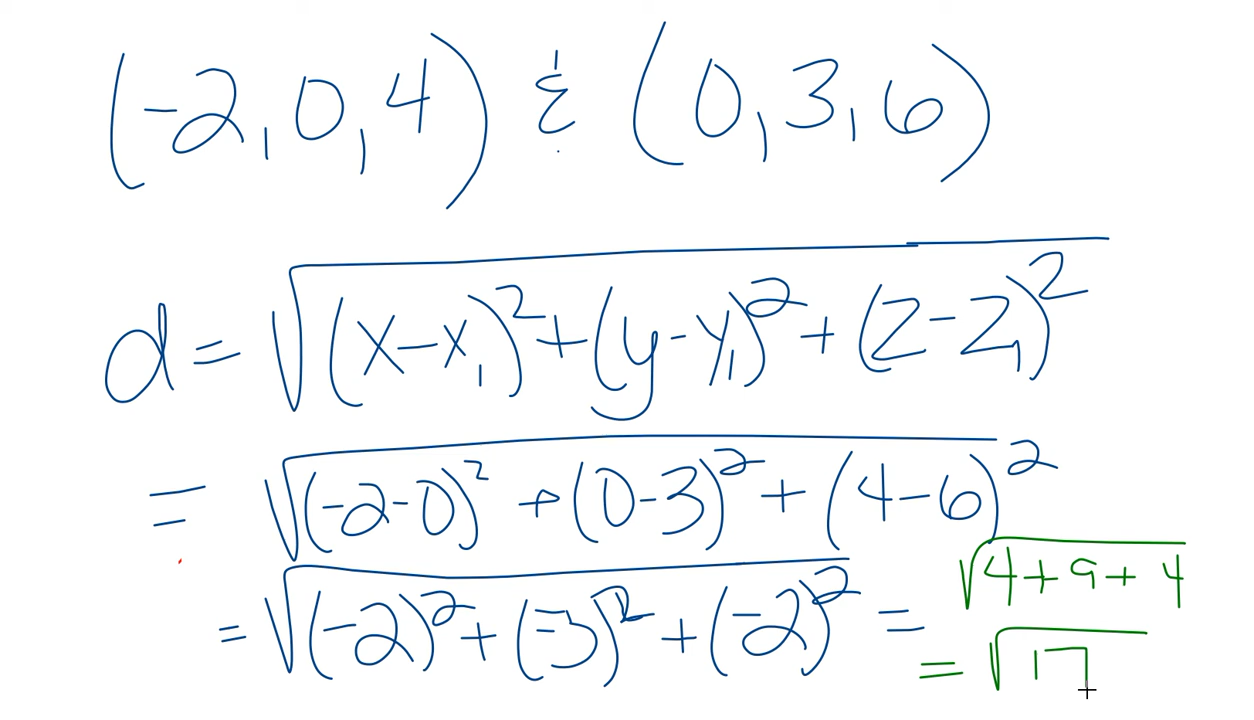 (-2, 0, 4) & (0, 3, 6)
d = √((x-x₁)² + (y-y₁)² + (z-z₁)²)
= √((-2-0)² + (0-3)² + (4-6)²)
= √((-2)² + (-3)² + (-2)²) = √(4+9+4)
= √17